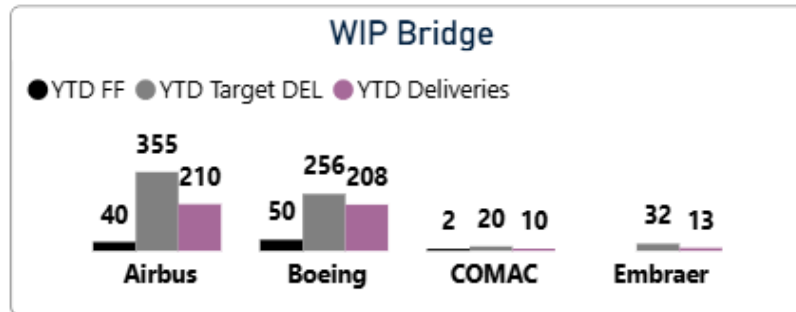 WIP Bridge
YTD FF YTD Target DEL YTD Deliveries
40 355 210 50 256 208 2 20 10 32 13
Airbus Boeing COMAC Embraer